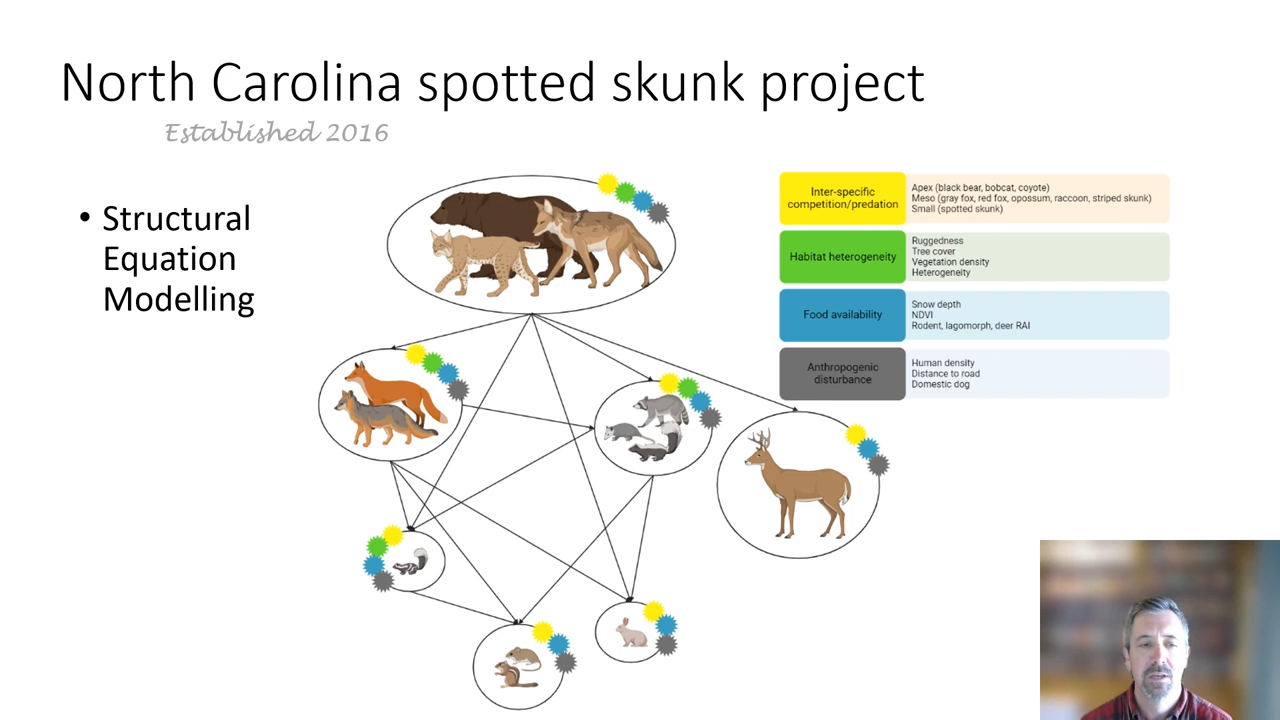 North Carolina spotted skunk project
Established 2016
• Structural
Equation
Modelling
Inter-specific
competition/predation
Apex (black bear, bobcat, coyote)
Meso (gray fox, red fox, opossum, raccoon, striped skunk)
Small (spotted skunk)
Habitat heterogeneity
Ruggedness
Tree cover
Vegetation density
Heterogeneity
Food availability
Snow depth
NDVI
Rodent, lagomorph, deer RAI
Anthropogenic
disturbance
Human density
Distance to road
Domestic dog